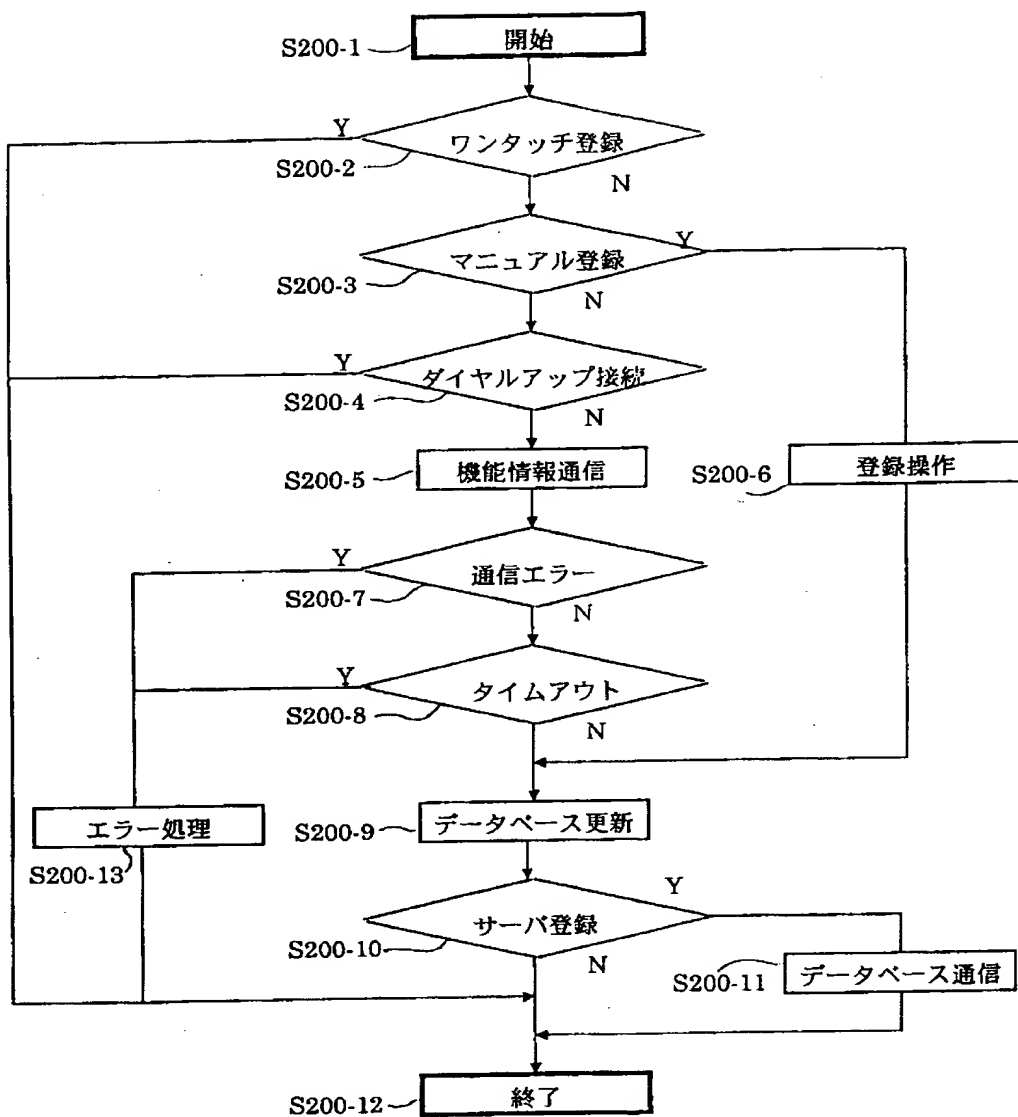 S200-1
開始
Y
ワンタッチ登録
S200-2
N
Y
マニュアル登録
S200-3
N
Y
ダイヤルアップ接続
S200-4
N
機能情報通信
S200-5
登録操作
S200-6
Y
通信エラー
S200-7
N
Y
タイムアウト
S200-8
N
エラー処理
S200-13
データベース更新
S200-9
Y
サーバ登録
S200-10
N
データベース通信
S200-11
終了
S200-12